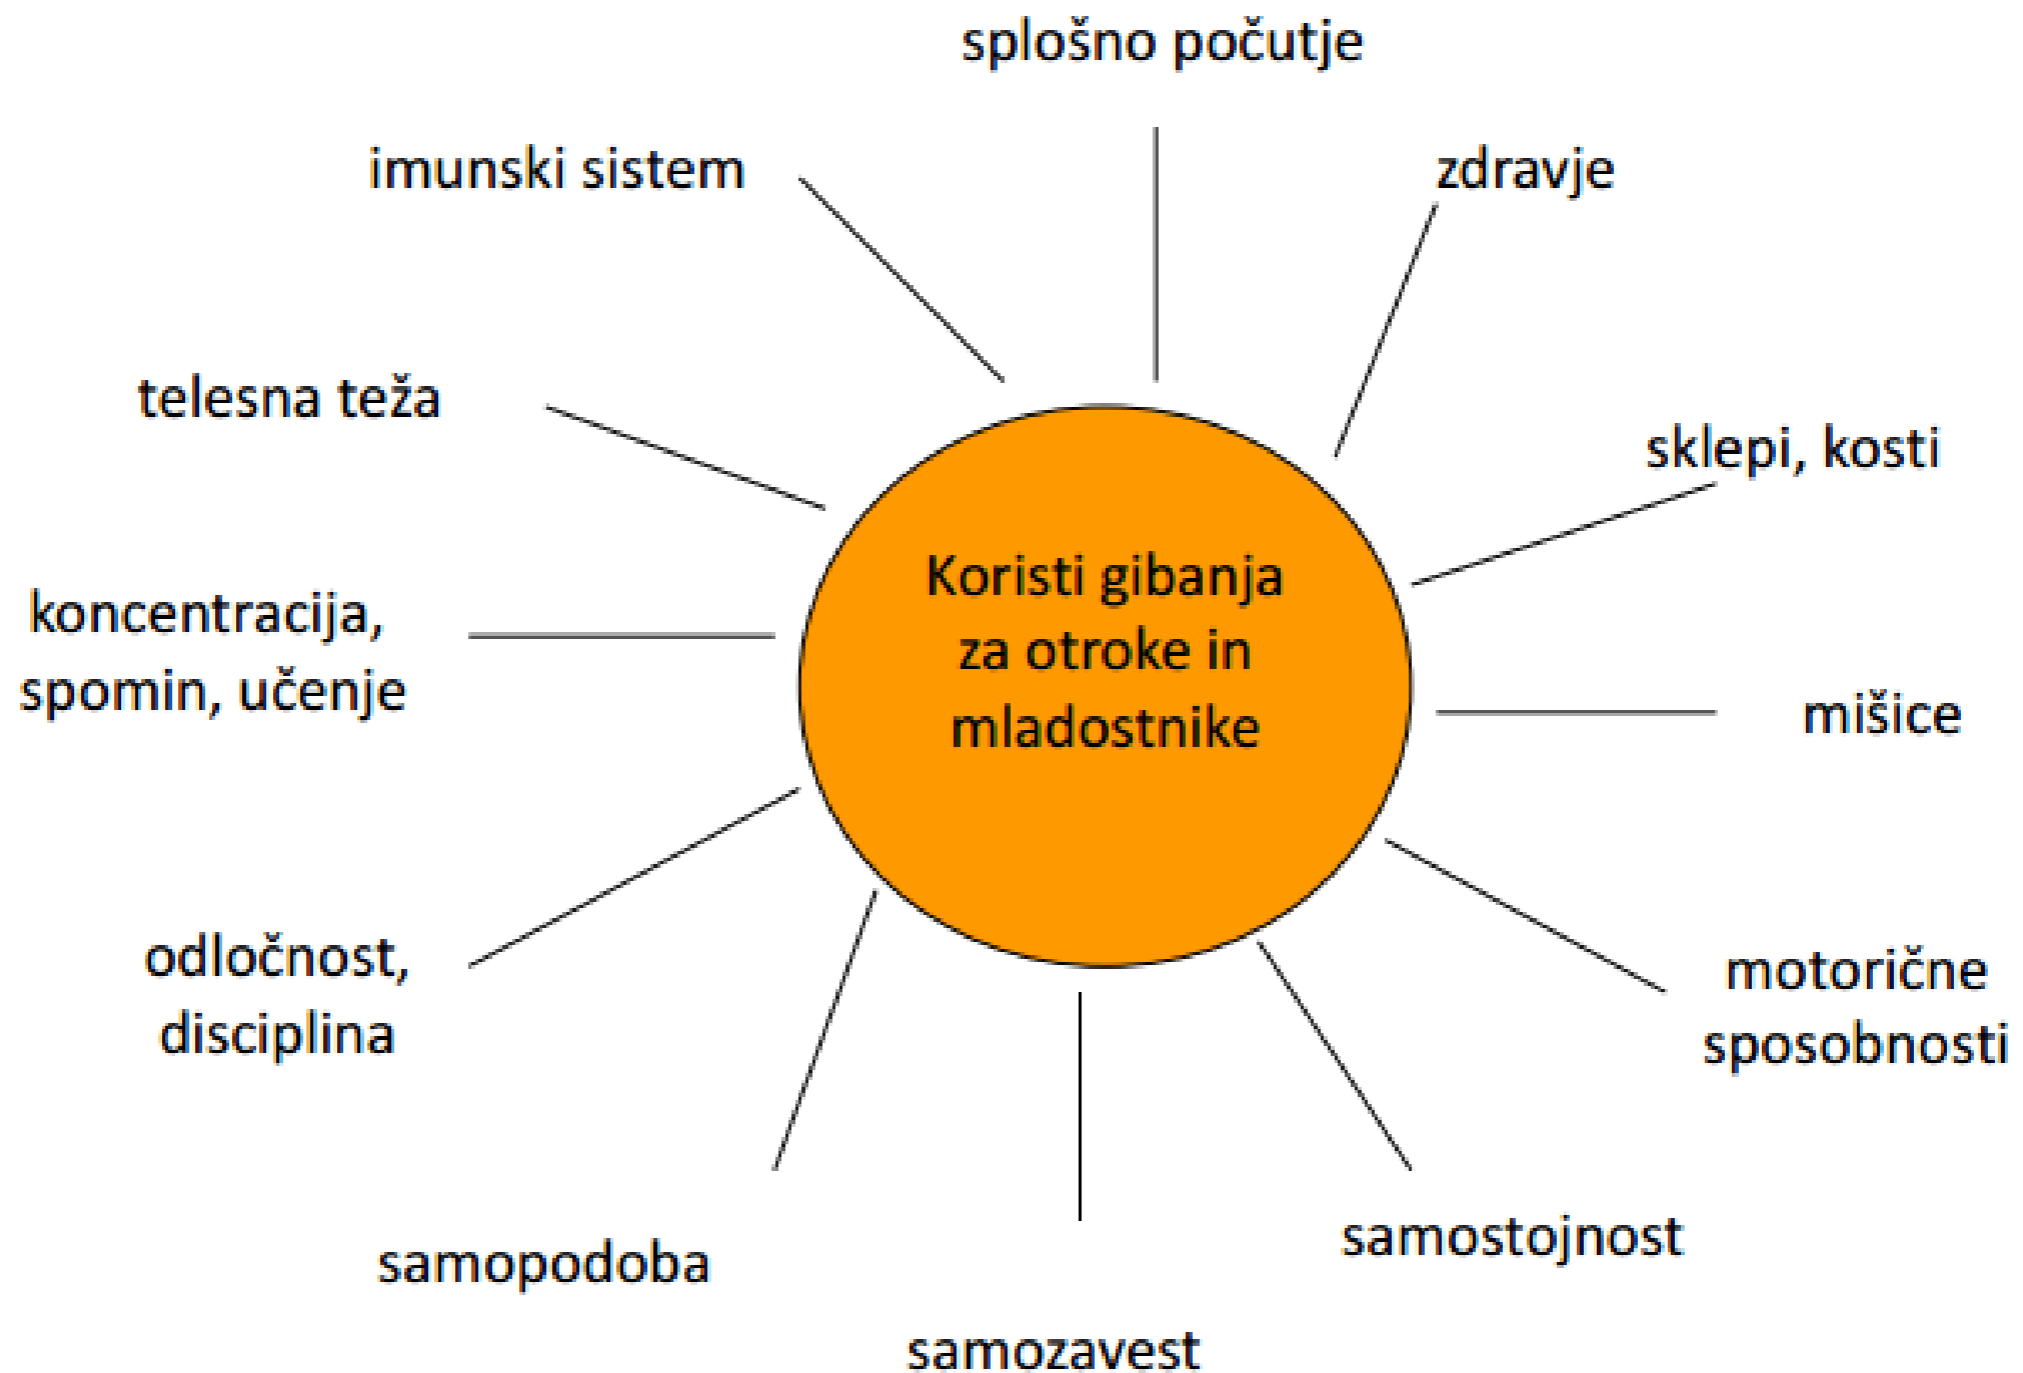 splošno počutje
imunski sistem
zdravje
telesna teža
sklepi, kosti
Koristi gibanja
za otroke in
mladostnike
koncentracija,
spomin, učenje
mišice
odločnost,
disciplina
motorične
sposobnosti
samopodoba
samostojnost
samozavest